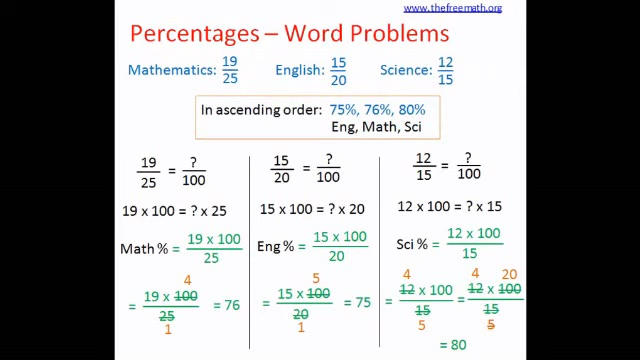 www.thefreemath.org
Percentages – Word Problems
Mathematics: 19/25 English: 15/20 Science: 12/15
In ascending order: 75%, 76%, 80%
Eng, Math, Sci
19/25 = ?/100
19 x 100 = ? x 25
Math % = 19 x 100/25
4
= 19 x 100/25 = 76
1
15/20 = ?/100
15 x 100 = ? x 20
Eng % = 15 x 100/20
5
= 15 x 100/20 = 75
1
12/15 = ?/100
12 x 100 = ? x 15
Sci % = 12 x 100/15
4 4 20
= 12 x 100/15 = 12 x 100/15
5 5
= 80